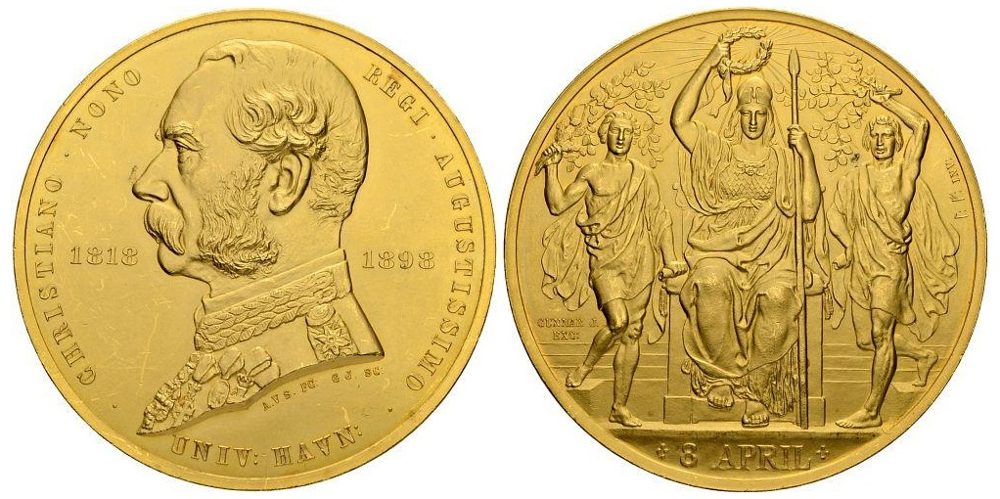 CHRISTIANO · NONO REGI · AUGUSTISSIMO
1818 1898
A.V.S. FC. G J SC.
UNIV: HAVN:
GUNNAR J.
EXC:
8 APRIL